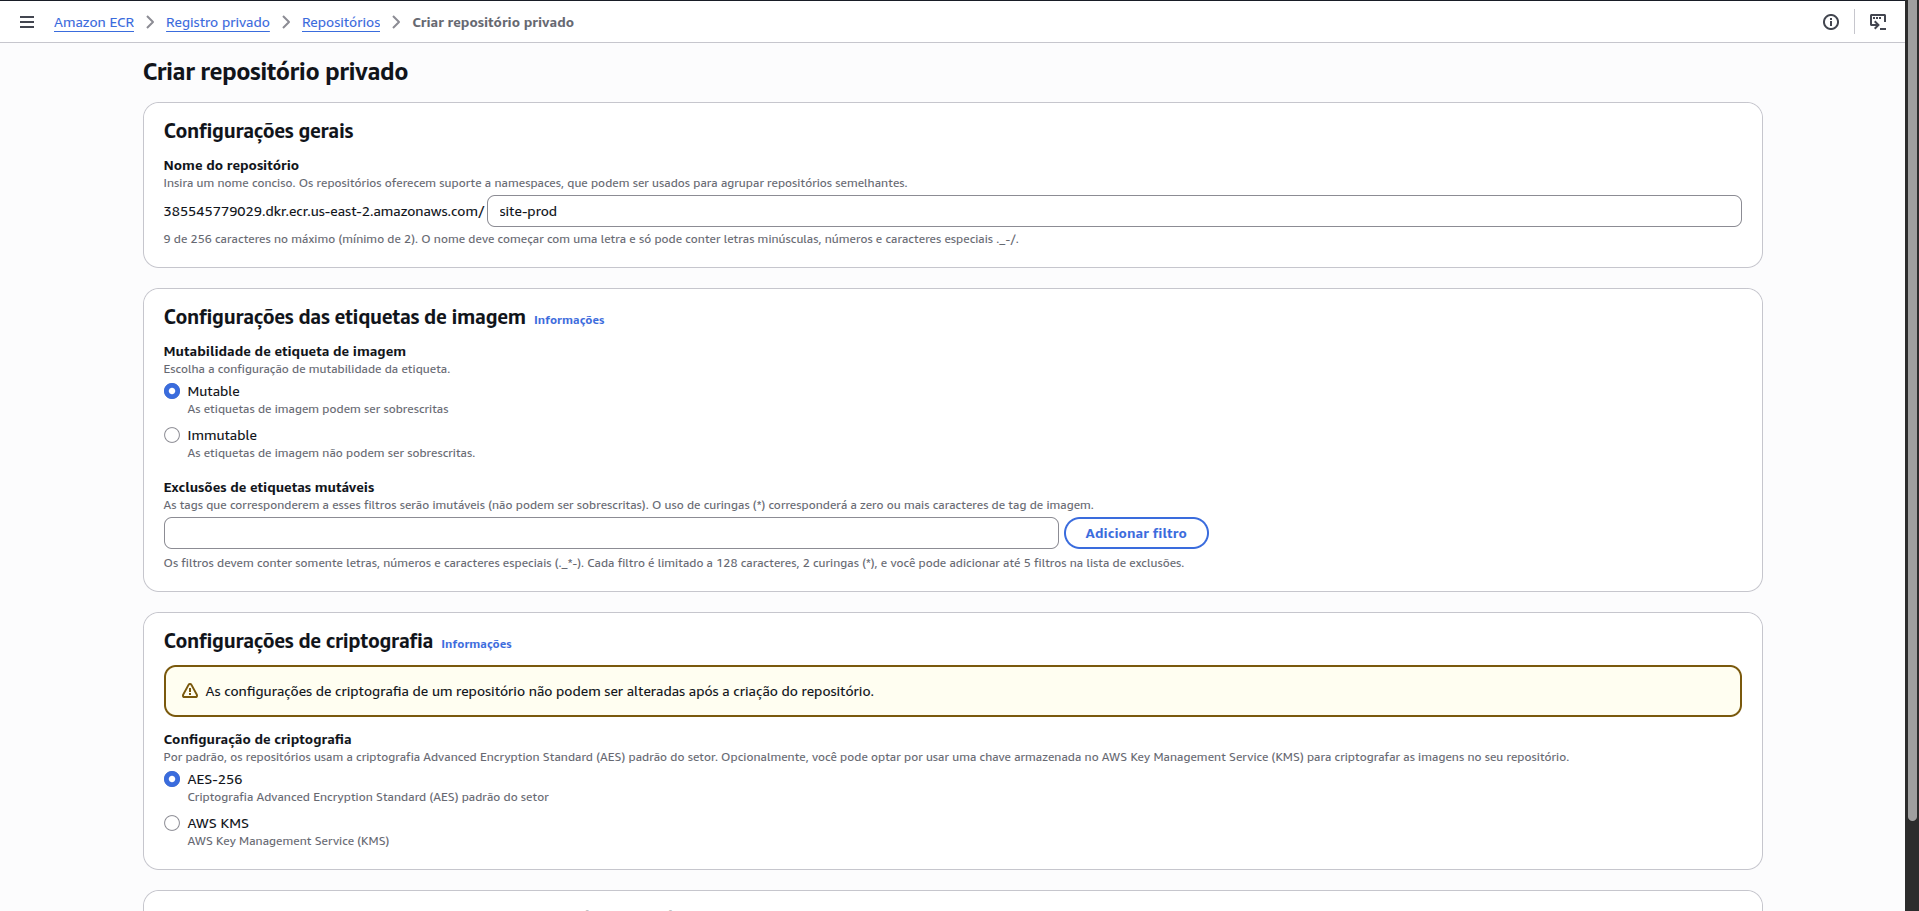 Amazon ECR
Registro privado
Repositórios
Criar repositório privado
Criar repositório privado
Configurações gerais
Nome do repositório
Insira um nome conciso. Os repositórios oferecem suporte a namespaces, que podem ser usados para agrupar repositórios semelhantes.
385545779029.dkr.ecr.us-east-2.amazonaws.com/ site-prod
9 de 256 caracteres no máximo (mínimo de 2). O nome deve começar com uma letra e só pode conter letras minúsculas, números e caracteres especiais ._-/.
Configurações das etiquetas de imagem Informações
Mutabilidade de etiqueta de imagem
Escolha a configuração de mutabilidade da etiqueta.
Mutable
As etiquetas de imagem podem ser sobrescritas
Immutable
As etiquetas de imagem não podem ser sobrescritas.
Exclusões de etiquetas mutáveis
As tags que corresponderem a esses filtros serão imutáveis (não podem ser sobrescritas). O uso de curingas (*) corresponderá a zero ou mais caracteres de tag de imagem.
Adicionar filtro
Os filtros devem conter somente letras, números e caracteres especiais (._*-). Cada filtro é limitado a 128 caracteres, 2 curingas (*), e você pode adicionar até 5 filtros na lista de exclusões.
Configurações de criptografia Informações
As configurações de criptografia de um repositório não podem ser alteradas após a criação do repositório.
Configuração de criptografia
Por padrão, os repositórios usam a criptografia Advanced Encryption Standard (AES) padrão do setor. Opcionalmente, você pode optar por usar uma chave armazenada no AWS Key Management Service (KMS) para criptografar as imagens no seu repositório.
AES-256
Criptografia Advanced Encryption Standard (AES) padrão do setor
AWS KMS
AWS Key Management Service (KMS)